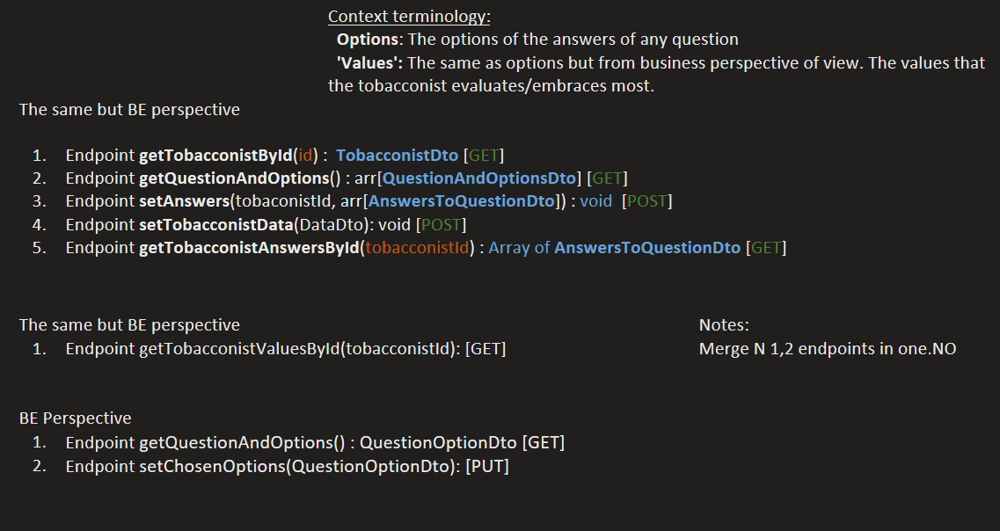 Context terminology:
Options: The options of the answers of any question
'Values': The same as options but from business perspective of view. The values that
the tobacconist evaluates/embraces most.
The same but BE perspective
1. Endpoint getTobacconistById(id) : TobacconistDto [GET]
2. Endpoint getQuestionAndOptions() : arr[QuestionAndOptionsDto] [GET]
3. Endpoint setAnswers(tobaconistId, arr[AnswersToQuestionDto]) : void [POST]
4. Endpoint setTobacconistData(DataDto): void [POST]
5. Endpoint getTobacconistAnswersById(tobacconistId) : Array of AnswersToQuestionDto [GET]
The same but BE perspective
1. Endpoint getTobacconistValuesById(tobacconistId): [GET]
Notes:
Merge N 1,2 endpoints in one.NO
BE Perspective
1. Endpoint getQuestionAndOptions() : QuestionOptionDto [GET]
2. Endpoint setChosenOptions(QuestionOptionDto): [PUT]